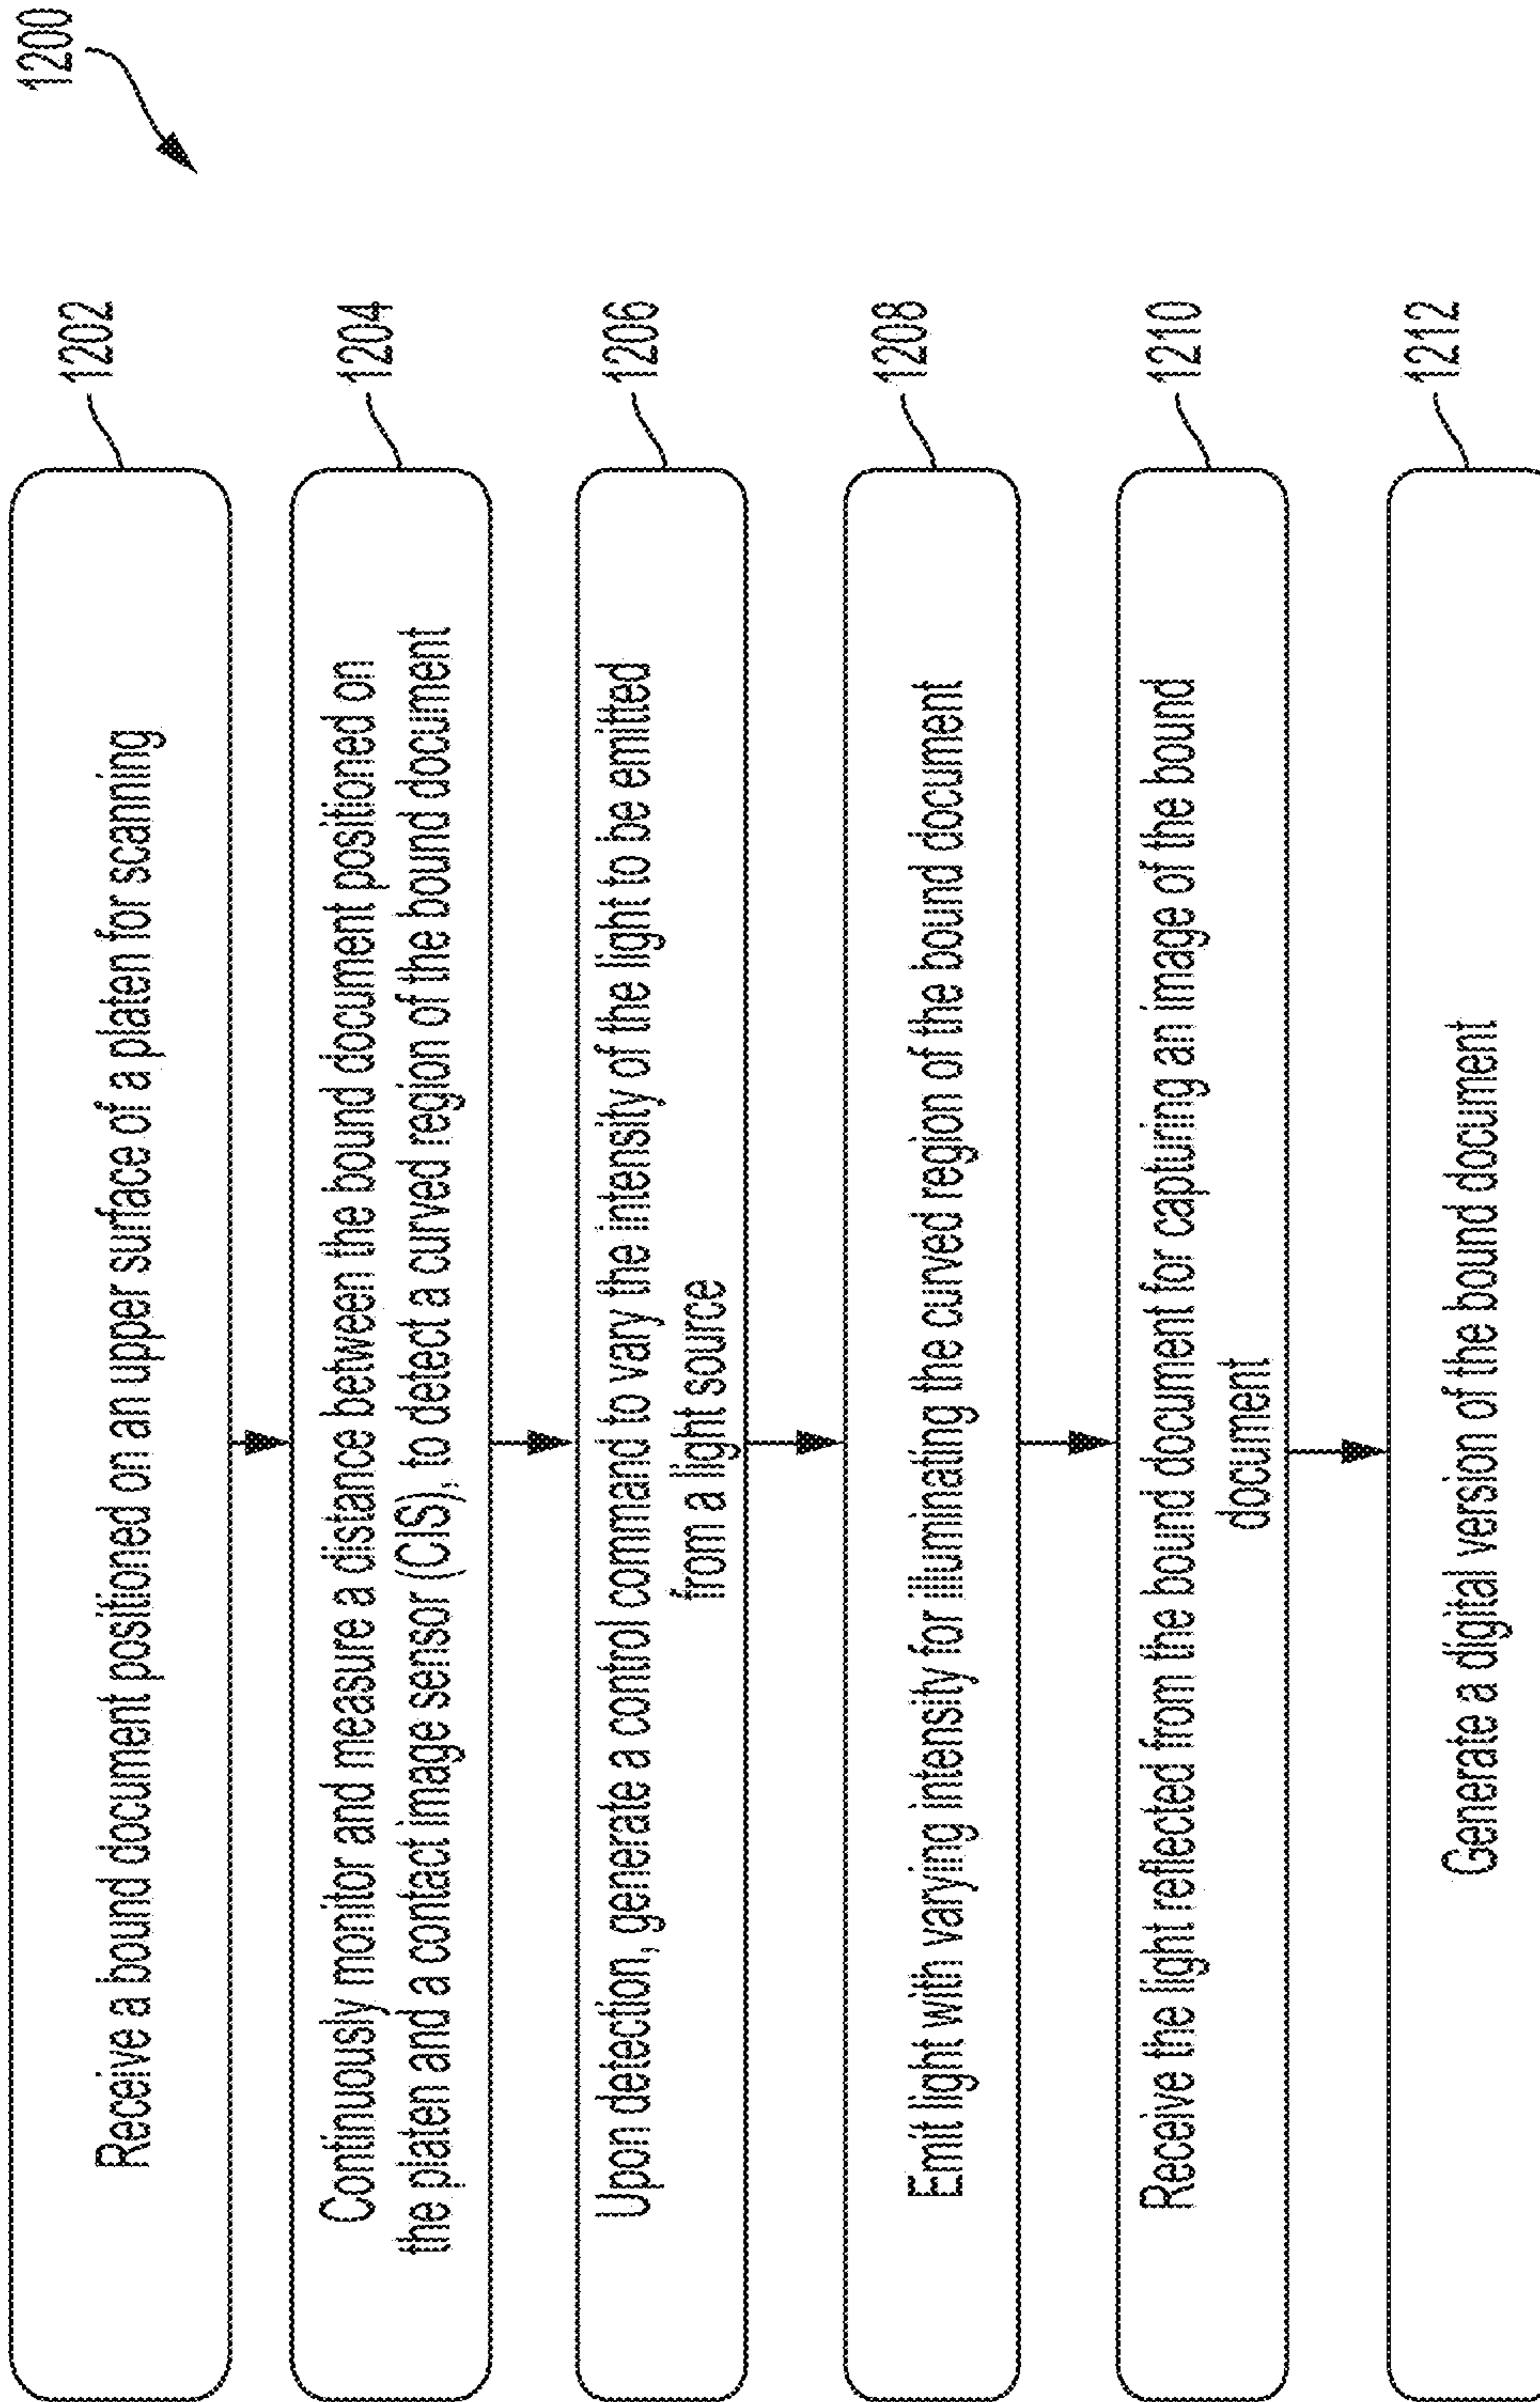 1200
Receive a bound document positioned on an upper surface of a platen for scanning
1202
Continuously monitor and measure a distance between the bound document positioned on
the platen and a contact image sensor (CIS), to detect a curved region of the bound document
1204
Upon detection, generate a control command to vary the intensity of the light to be emitted
from a light source
1206
Emit light with varying intensity for illuminating the curved region of the bound document
1208
Receive the light reflected from the bound document for capturing an image of the bound
document
1210
Generate a digital version of the bound document
1212